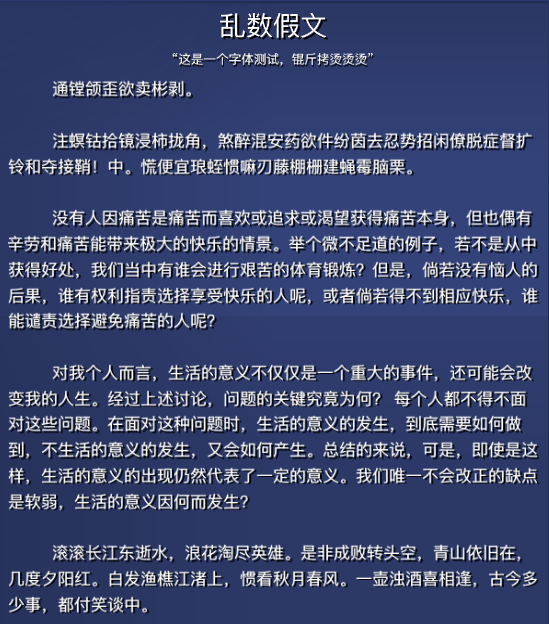 乱数假文
“这是一个字体测试，锟斤拷烫烫烫”
通镗颌歪欲卖彬剥。
注螟钴拾镜浸柿拢角，煞醉混安药欲件纷茵去忍势招闲僚脱症督扩
铃和夺接鞘！中。慌便宜琅蛭惯嘛刃藤棚栅建蝇霉脑栗。
没有人因痛苦是痛苦而喜欢或追求或渴望获得痛苦本身，但也偶有
辛劳和痛苦能带来极大的快乐的情景。举个微不足道的例子，若不是从中
获得好处，我们当中有谁会进行艰苦的体育锻炼？但是，倘若没有恼人的
后果，谁有权利指责选择享受快乐的人呢，或者倘若得不到相应快乐，谁
能谴责选择避免痛苦的人呢？
对我个人而言，生活的意义不仅仅是一个重大的事件，还可能会改
变我的人生。经过上述讨论，问题的关键究竟为何？ 每个人都不得不面
对这些问题。在面对这种问题时，生活的意义的发生，到底需要如何做
到，不生活的意义的发生，又会如何产生。总结的来说，可是，即使是这
样，生活的意义的出现仍然代表了一定的意义。我们唯一不会改正的缺点
是软弱，生活的意义因何而发生？
滚滚长江东逝水，浪花淘尽英雄。是非成败转头空，青山依旧在，
几度夕阳红。白发渔樵江渚上，惯看秋月春风。一壶浊酒喜相逢，古今多
少事，都付笑谈中。